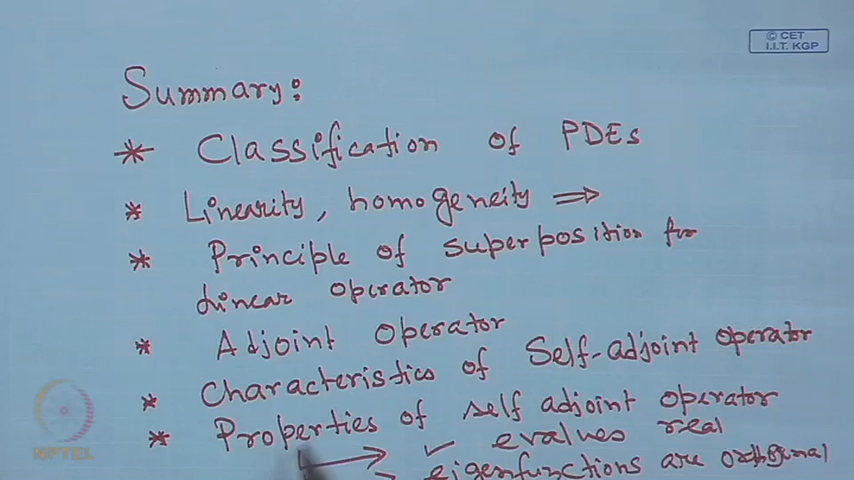 © CET
I.I.T. KGP
Summary:
* Classification of PDEs
* Linearity, homogeneity ⇒
* Principle of superposition for
Linear operator
* Adjoint Operator
* Characteristics of Self-adjoint operator
* Properties of self adjoint operator
→ ✓ evalues real
eigenfunctions are orthogonal
NPTEL